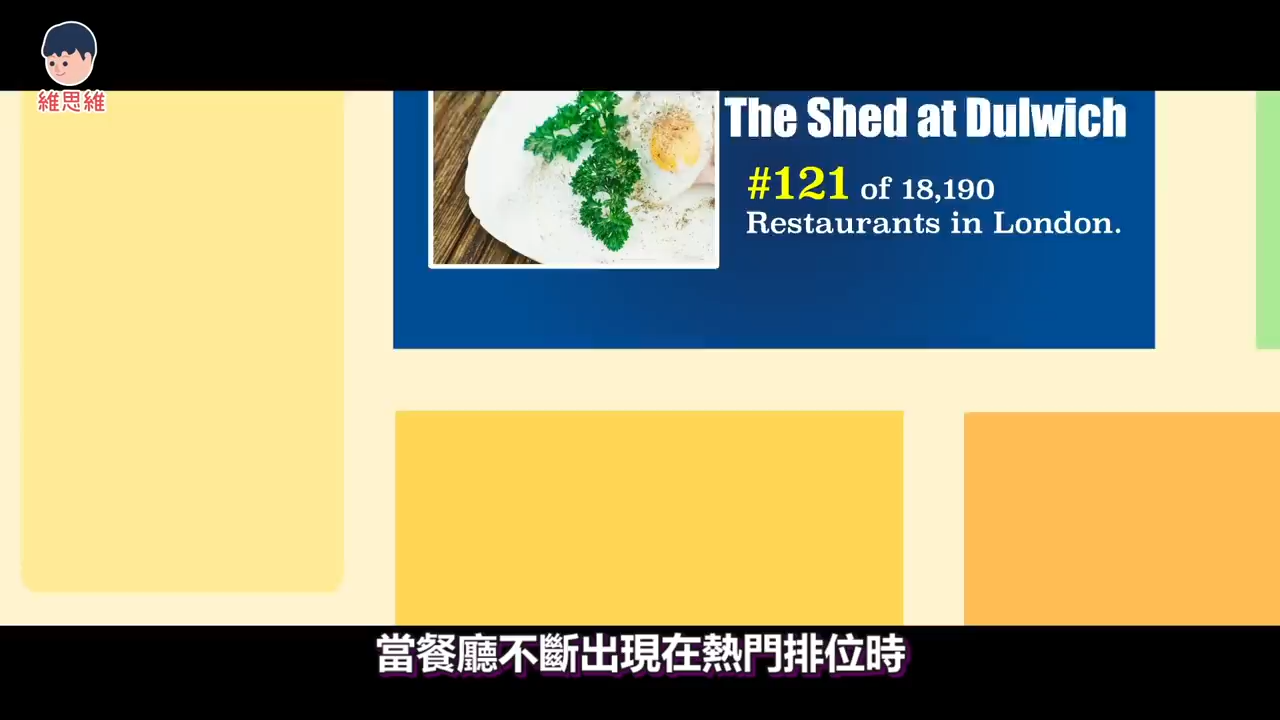 維思維
The Shed at Dulwich
#121 of 18,190
Restaurants in London.
當餐廳不斷出現在熱門排位時